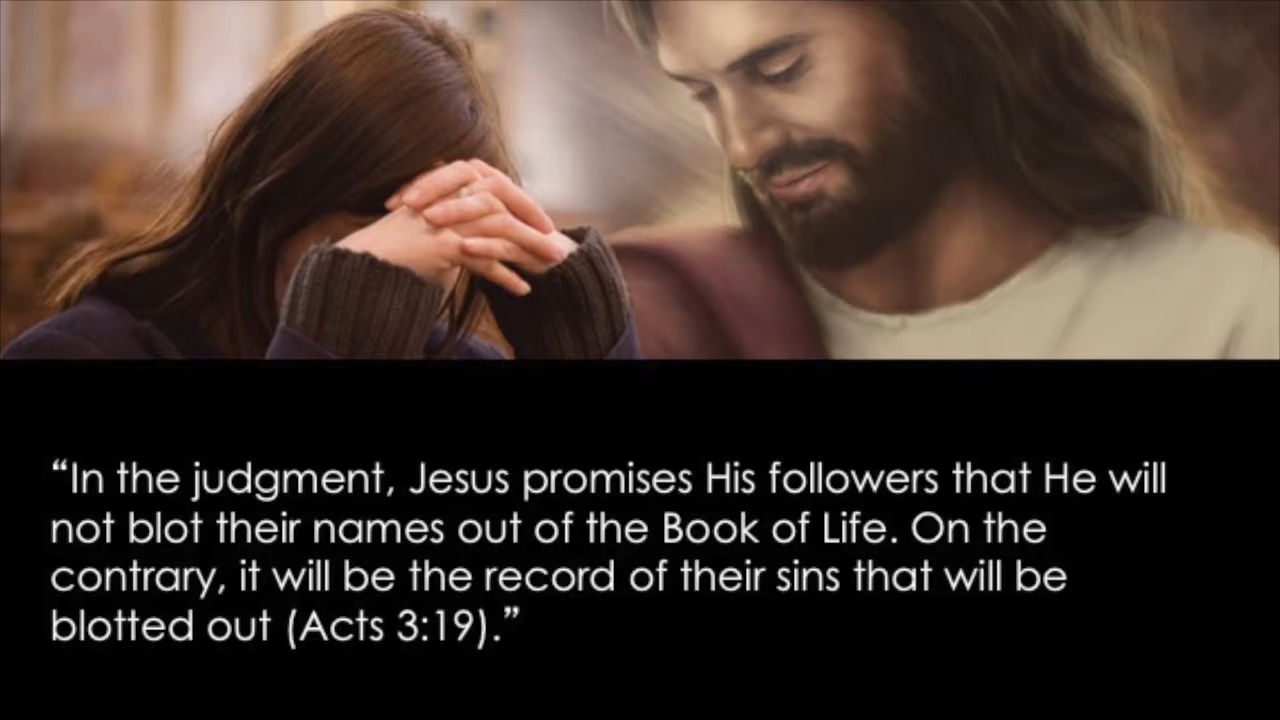 “In the judgment, Jesus promises His followers that He will
not blot their names out of the Book of Life. On the
contrary, it will be the record of their sins that will be
blotted out (Acts 3:19).”